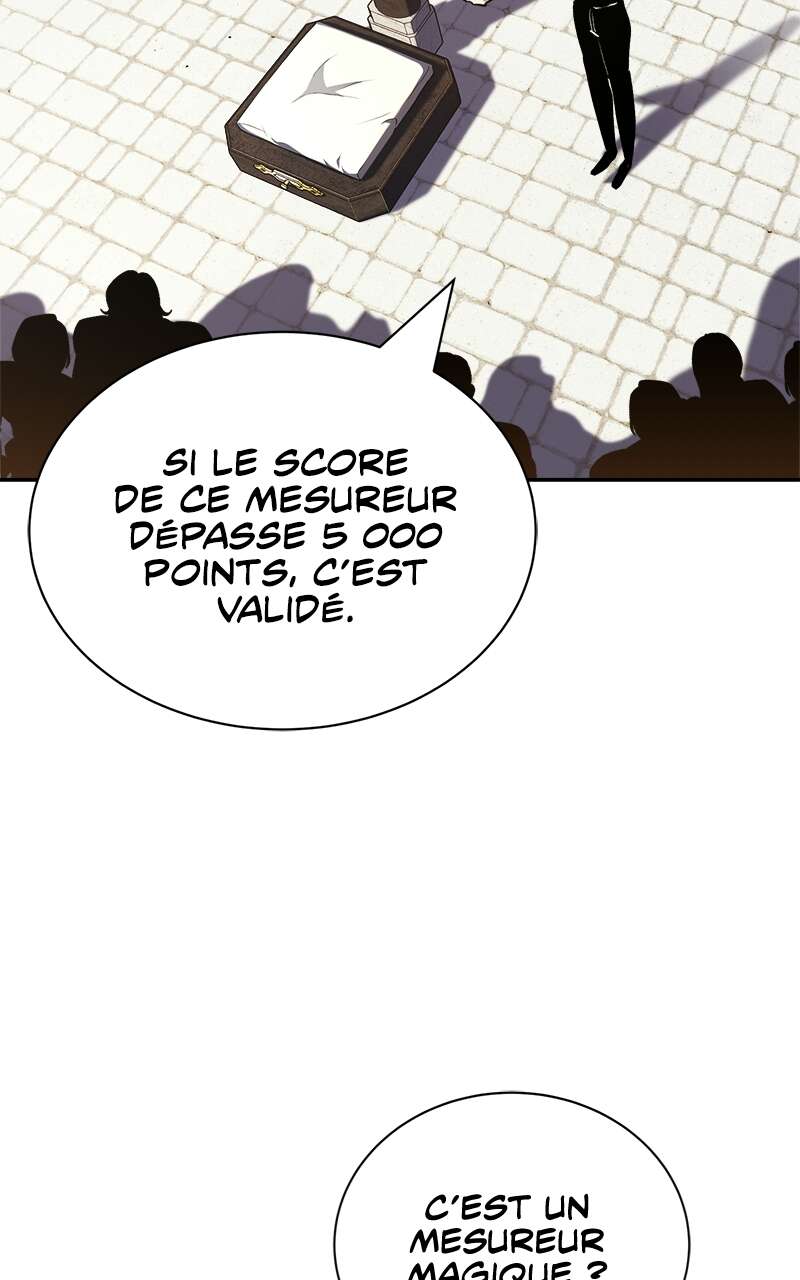 SI LE SCORE
DE CE MESUREUR
DÉPASSE 5 000
POINTS, C'EST
VALIDÉ.
C'EST UN
MESUREUR
MAGIQUE ?